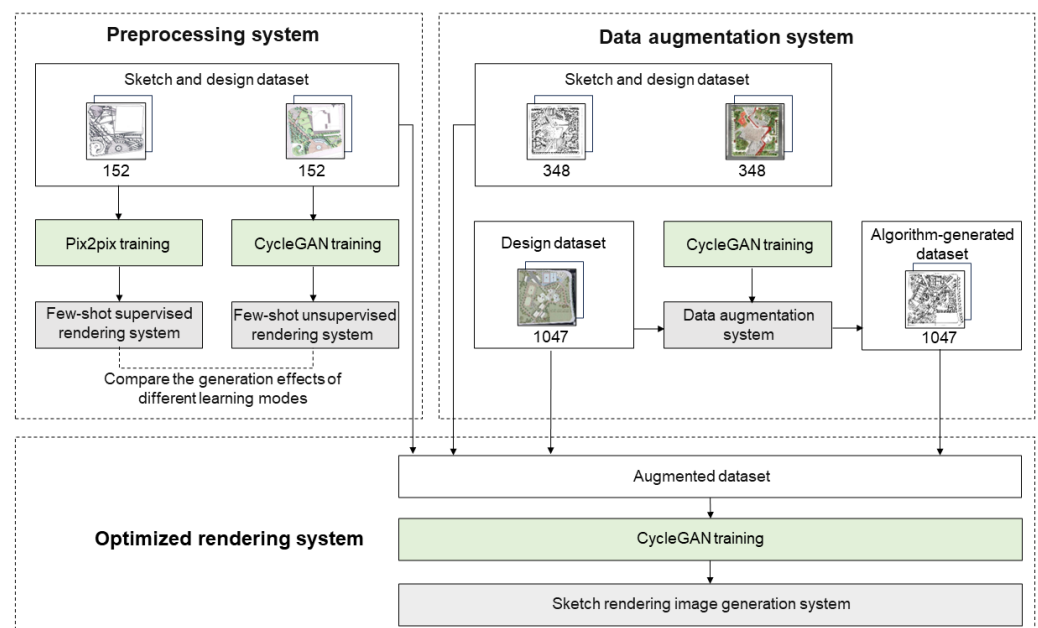 Preprocessing system
Sketch and design dataset
152
152
Pix2pix training
CycleGAN training
Few-shot supervised
rendering system
Few-shot unsupervised
rendering system
Compare the generation effects of
different learning modes
Data augmentation system
Sketch and design dataset
348
348
Design dataset
1047
CycleGAN training
Data augmentation
system
Algorithm-generated
dataset
1047
Optimized rendering system
Augmented dataset
CycleGAN training
Sketch rendering image generation system